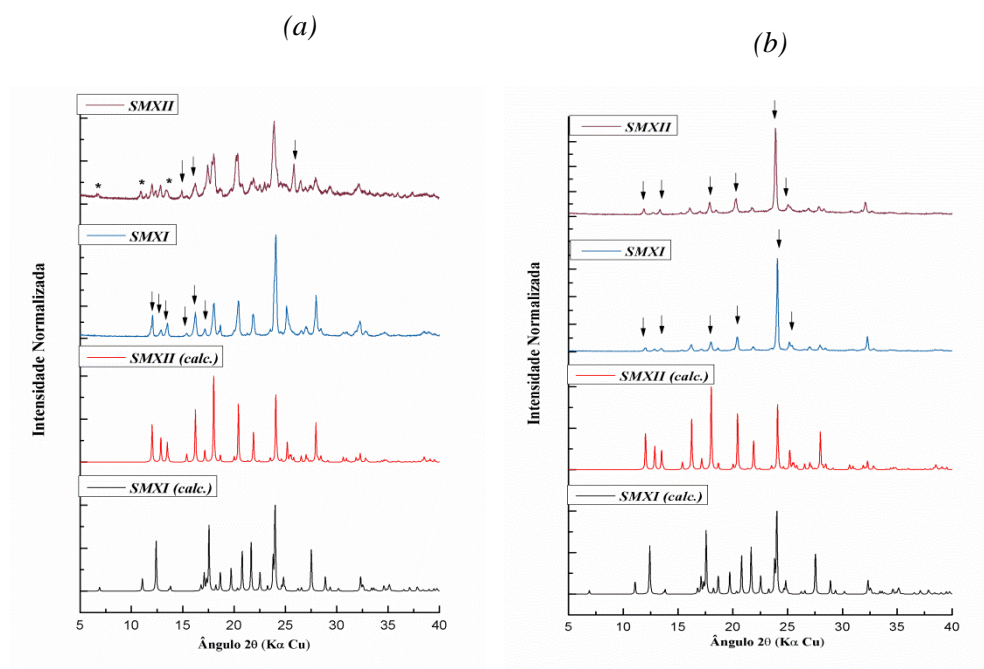 (a)
(b)
SMXII
*
*
*
SMXI
SMXII (calc.)
SMXI (calc.)
Intensidade Normalizada
5 10 15 20 25 30 35 40
Ângulo 2θ (Kα Cu)
SMXII
SMXI
SMXII (calc.)
SMXI (calc.)
Intensidade Normalizada
5 10 15 20 25 30 35 40
Ângulo 2θ (Kα Cu)